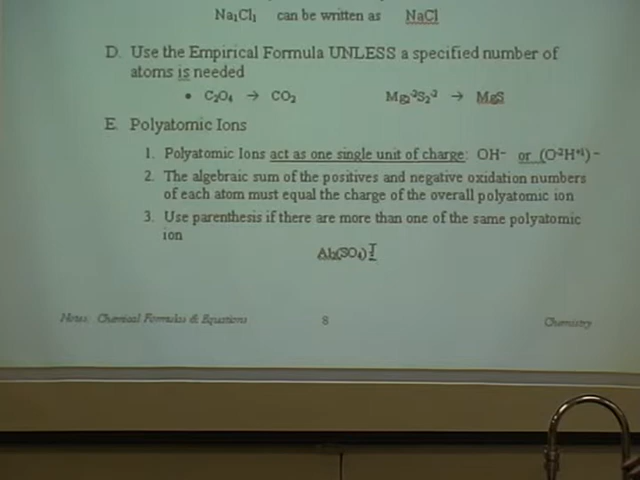 Na₁Cl₁ can be written as NaCl
D. Use the Empirical Formula UNLESS a specified number of
atoms is needed
• C₂O₄ → CO₂ Mg₂⁺²S₂⁻² → MgS
E. Polyatomic Ions
1. Polyatomic Ions act as one single unit of charge: OH⁻ or (O⁻²H⁺¹)⁻
2. The algebraic sum of the positives and negative oxidation numbers
of each atom must equal the charge of the overall polyatomic ion
3. Use parenthesis if there are more than one of the same polyatomic
ion
Al₂(SO₄)
Notes: Chemical Formulas & Equations 8 Chemistry